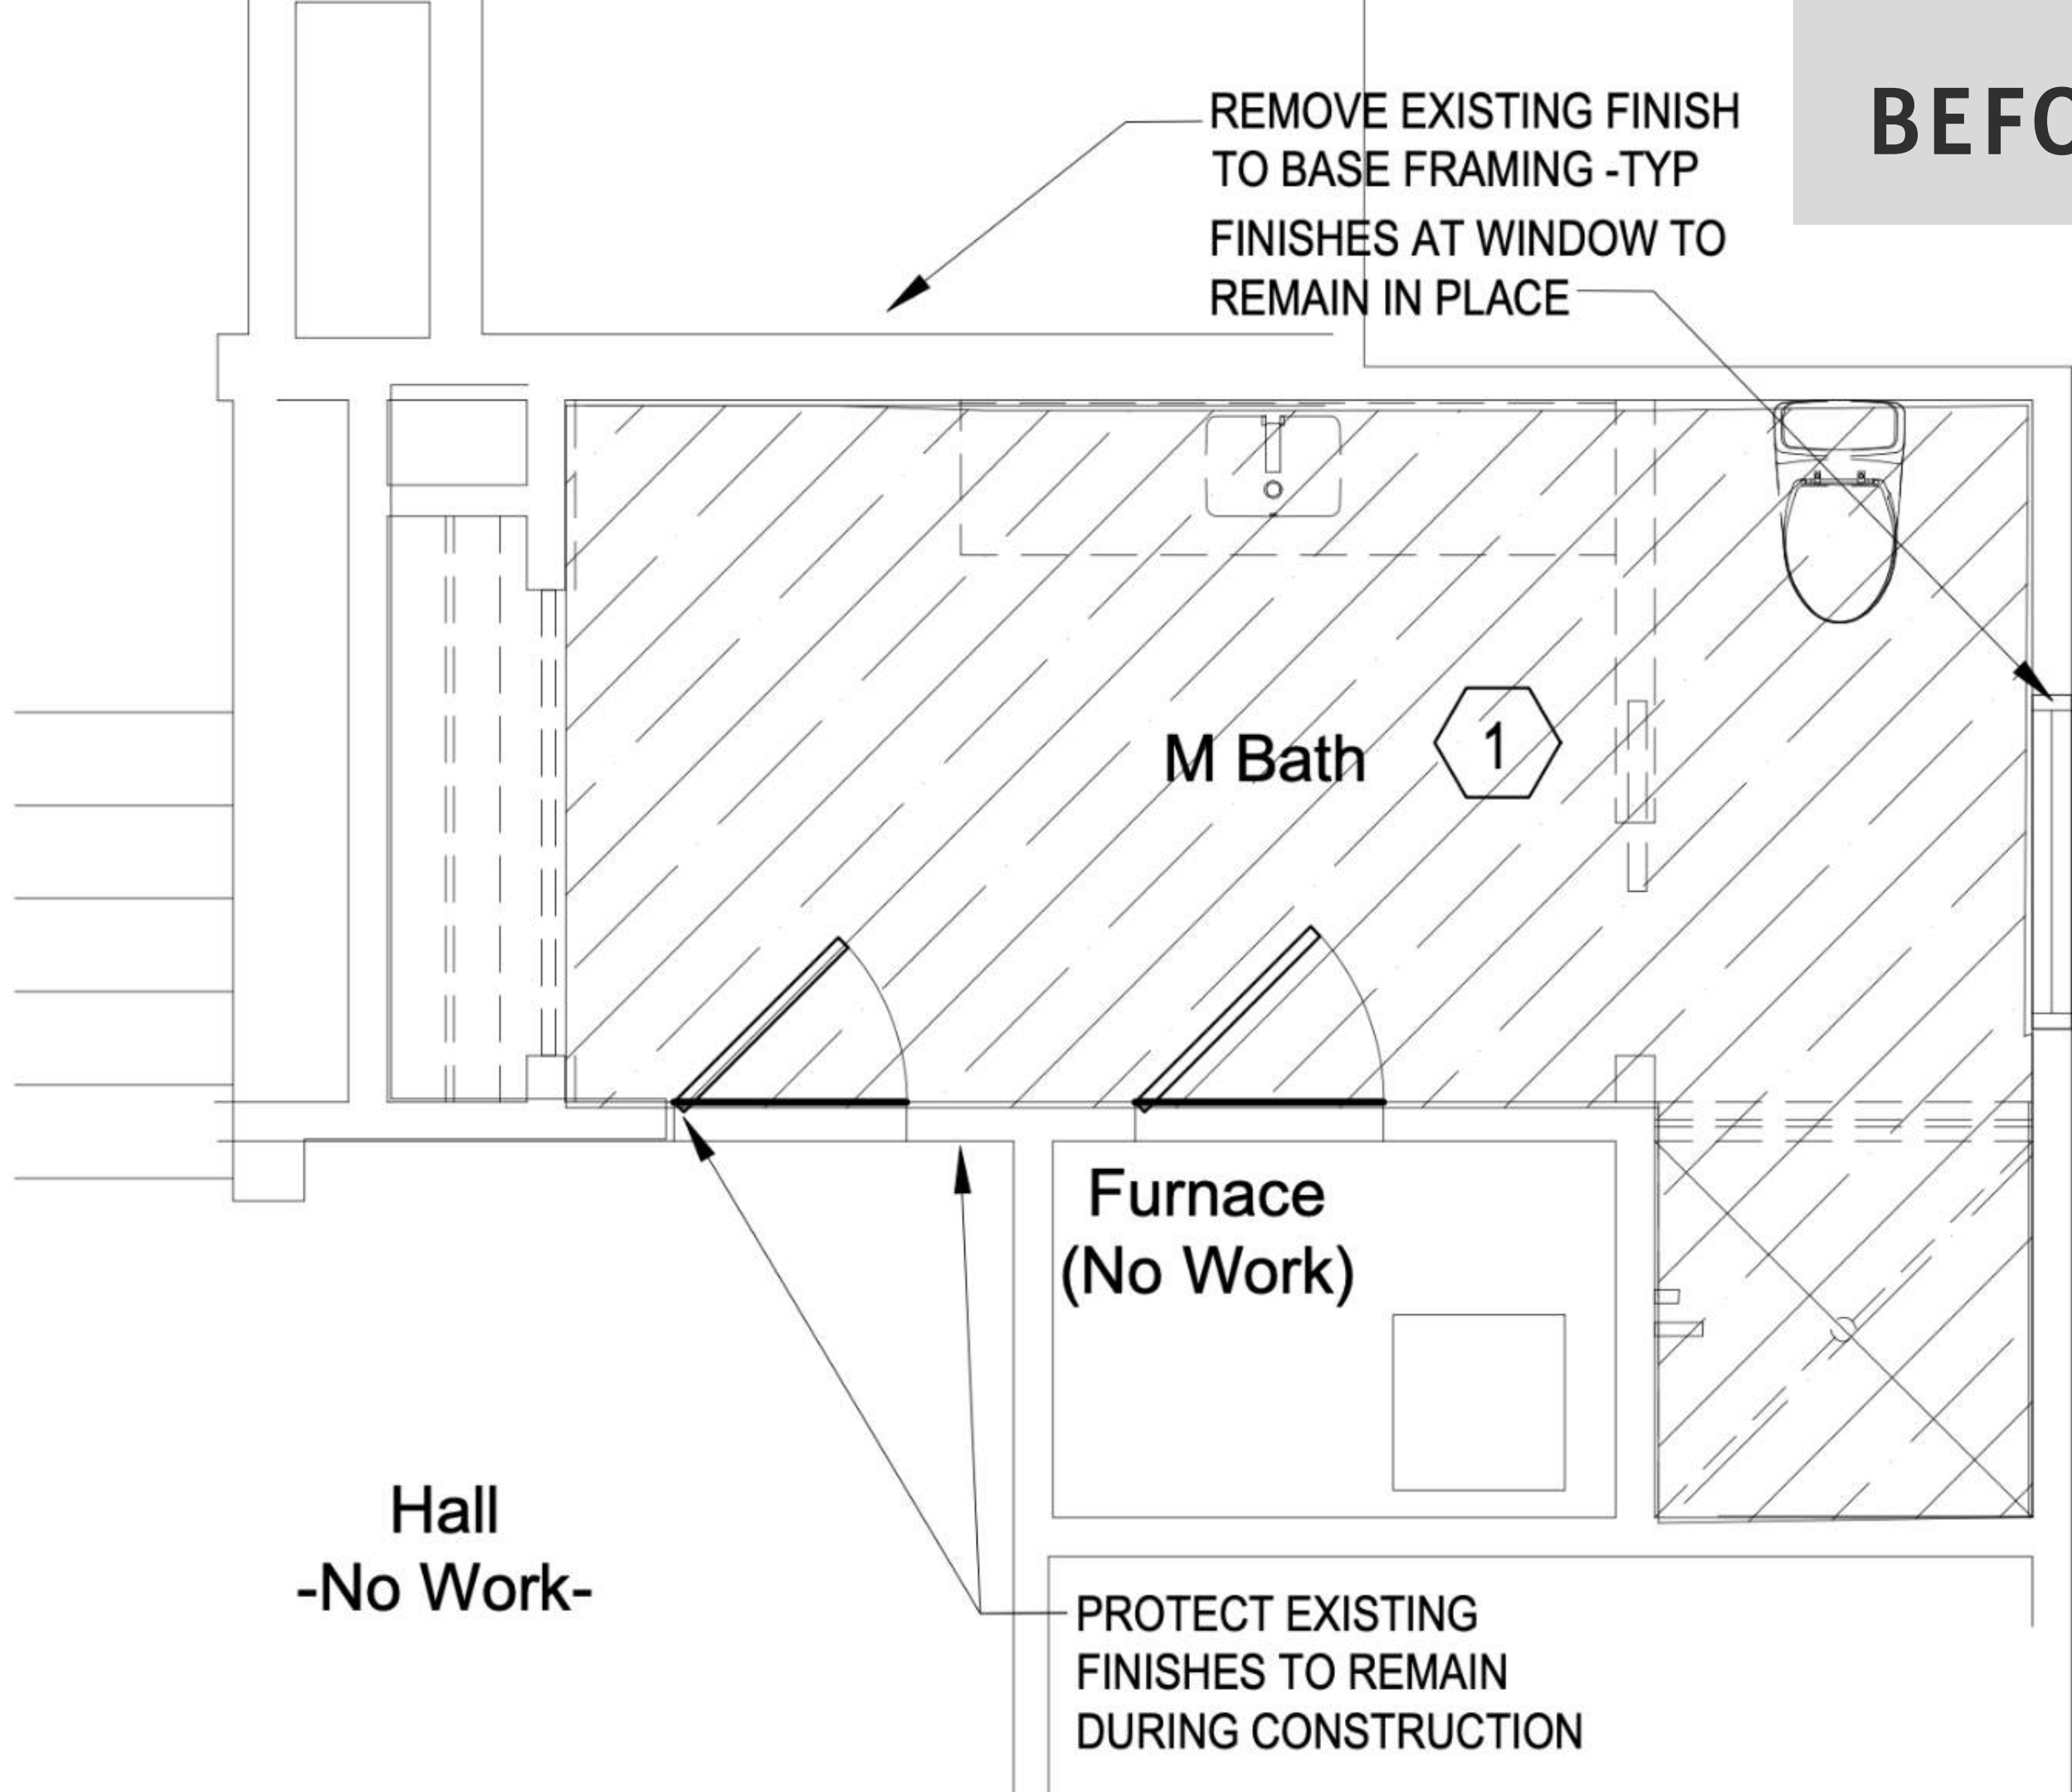 BEFO
REMOVE EXISTING FINISH
TO BASE FRAMING -TYP
FINISHES AT WINDOW TO
REMAIN IN PLACE
M Bath
1
Furnace
(No Work)
Hall
-No Work-
PROTECT EXISTING
FINISHES TO REMAIN
DURING CONSTRUCTION